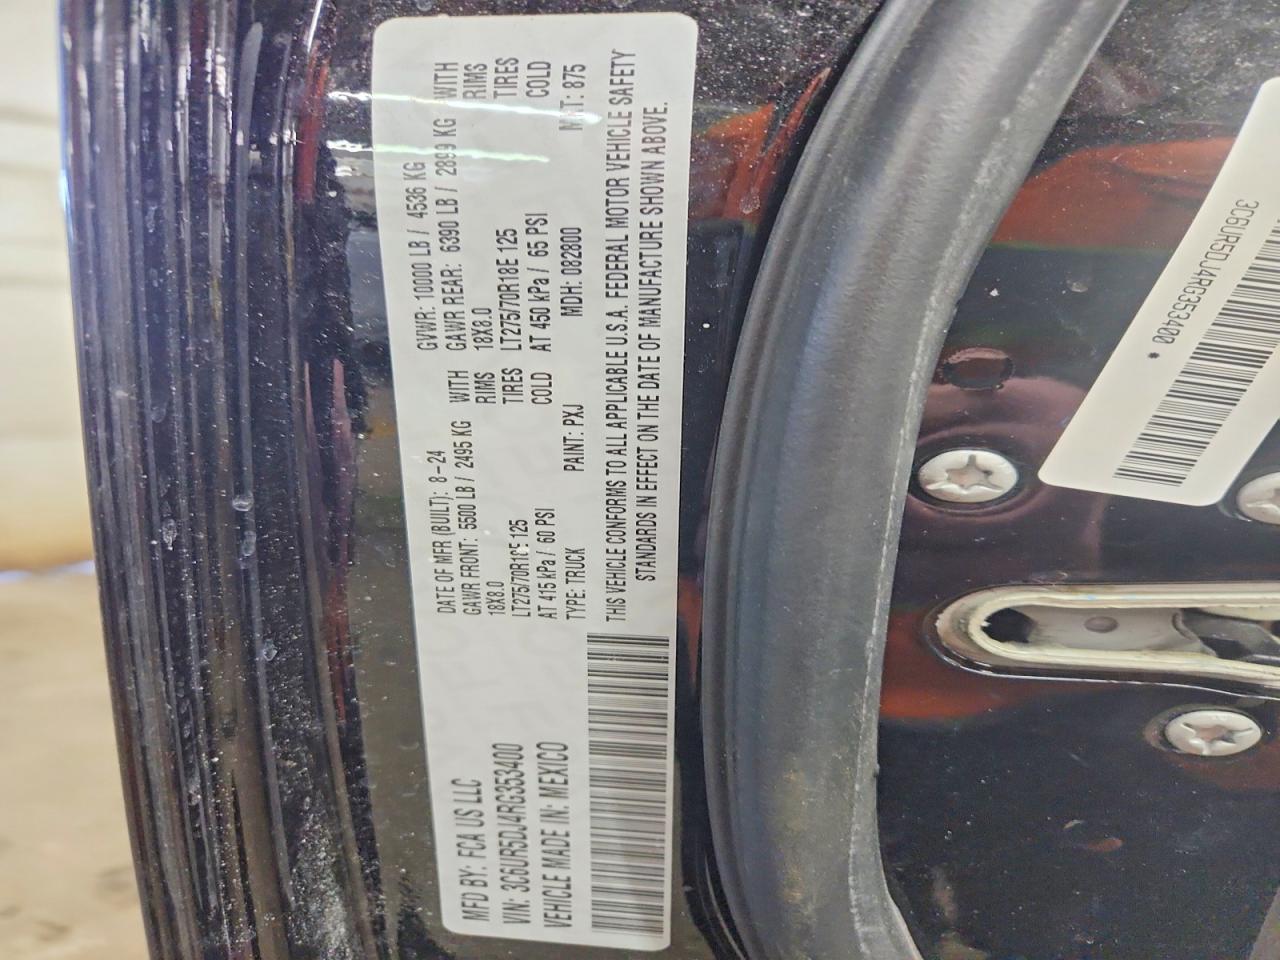 MFD BY: FCA US LLC
DATE OF MFR (BUILT): 8-24
GVWR: 10000 LB / 4536 KG
VIN: 3C6UR5DJ4RG353400
GAWR FRONT: 5500 LB / 2495 KG WITH
GAWR REAR: 6390 LB / 2899 KG WITH
18X8.0 RIMS
18X8.0 RIMS
VEHICLE MADE IN: MEXICO
LT275/70R18E 125 TIRES
LT275/70R18E 125 TIRES
AT 415 kPa / 60 PSI COLD
AT 450 kPa / 65 PSI COLD
TYPE: TRUCK PAINT: PXJ MDH: 082800 875
THIS VEHICLE CONFORMS TO ALL APPLICABLE U.S.A. FEDERAL MOTOR VEHICLE SAFETY
STANDARDS IN EFFECT ON THE DATE OF MANUFACTURE SHOWN ABOVE.
3C6UR5DJ4RG353400 *